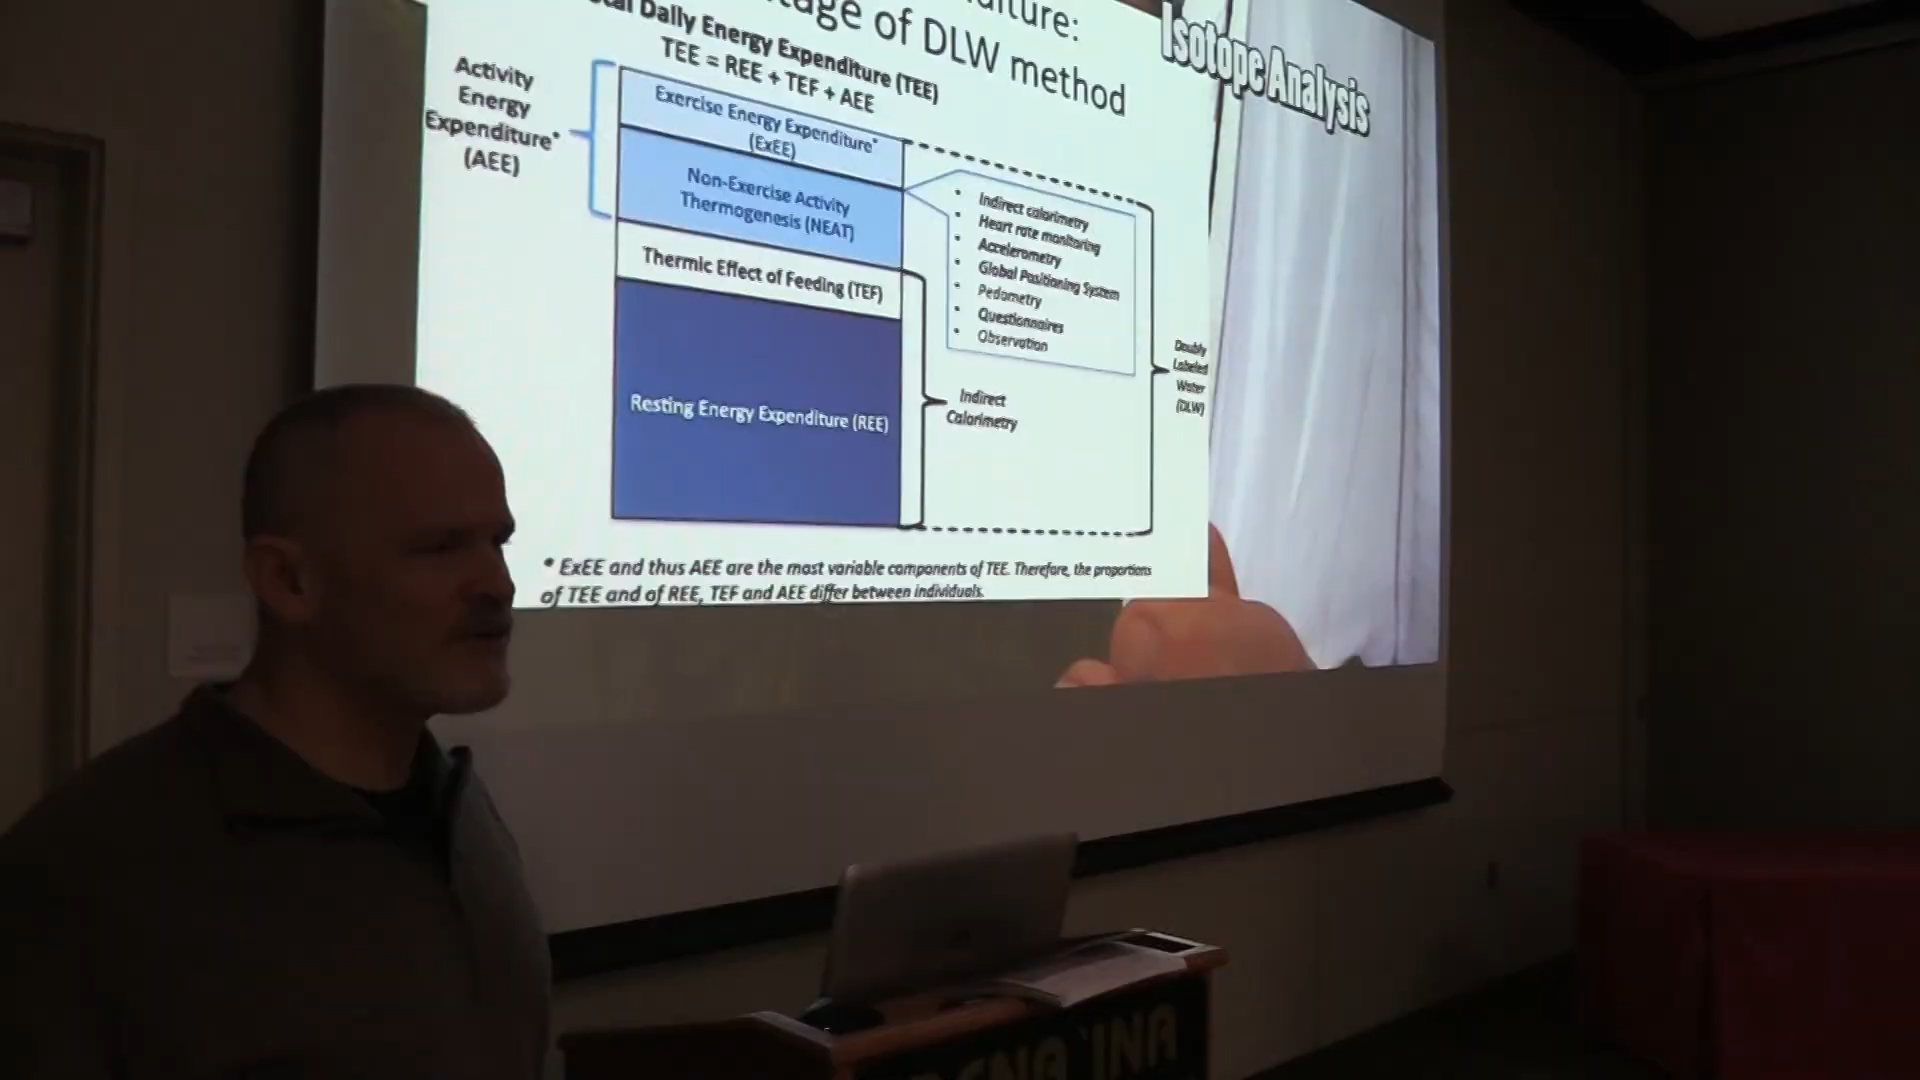 tage of DLW method
Isotope Analysis
Daily Energy Expenditure (TEE)
TEE = REE + TEF + AEE
Activity
Energy
Expenditure*
(AEE)
Exercise Energy Expenditure*
(ExEE)
Non-Exercise Activity
Thermogenesis (NEAT)
Thermic Effect of Feeding (TEF)
Resting Energy Expenditure (REE)
• Indirect calorimetry
• Heart rate monitoring
• Accelerometry
• Global Positioning System
• Pedometry
• Questionnaires
• Observation
Indirect
Calorimetry
Doubly
Labeled
Water
(DLW)
* ExEE and thus AEE are the most variable components of TEE. Therefore, the proportions
of TEE and of REE, TEF and AEE differ between individuals.
DENA'INA